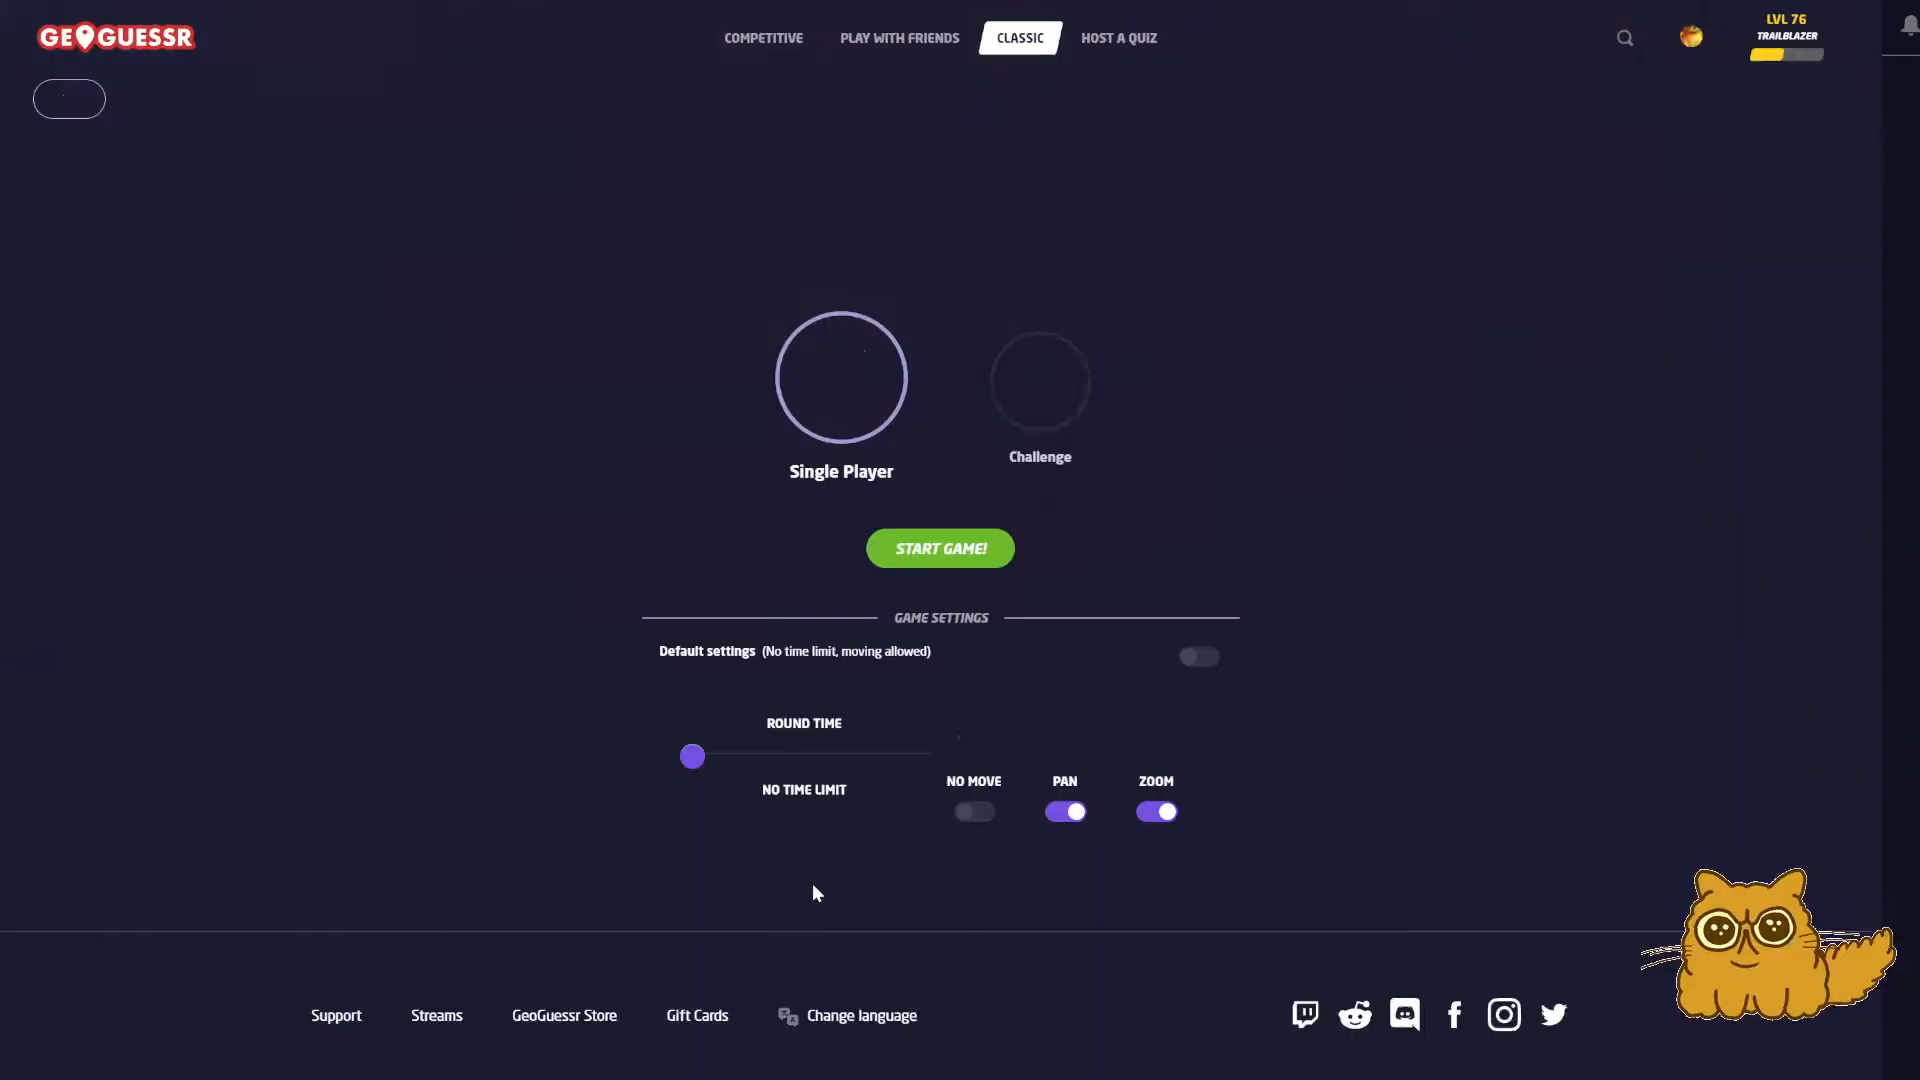 GEOGUESSR
COMPETITIVE
PLAY WITH FRIENDS
CLASSIC
HOST A QUIZ
LVL 76
TRAILBLAZER
Single Player
Challenge
START GAME!
GAME SETTINGS
Default settings (No time limit, moving allowed)
ROUND TIME
NO TIME LIMIT
NO MOVE
PAN
ZOOM
Support
Streams
GeoGuessr Store
Gift Cards
Change language